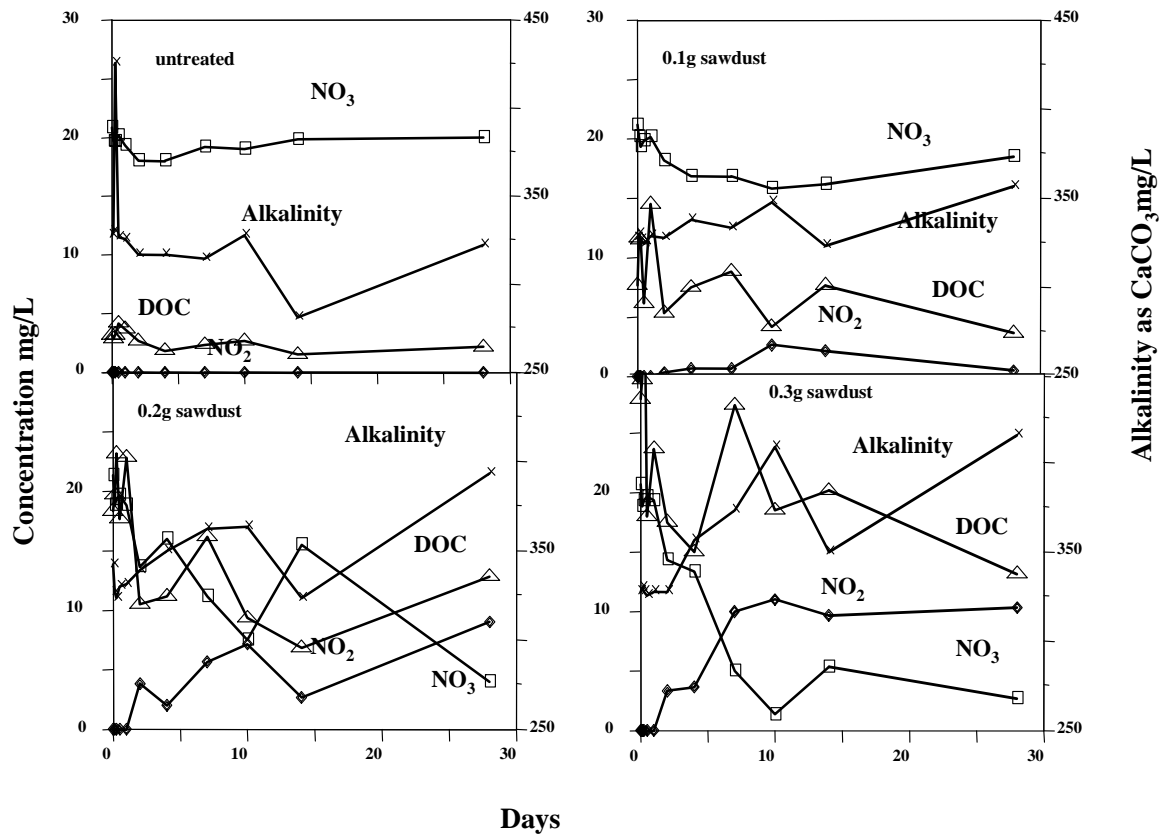 30
450
30
450
untreated
0.1g sawdust
NO3
NO3
20
350
20
350
Alkalinity
Alkalinity
10
10
DOC
DOC
NO2
NO2
0
250
0
250
0.2g sawdust
0.3g sawdust
Alkalinity
Alkalinity
20
20
DOC
DOC
350
350
NO2
10
10
NO2
NO3
NO3
0
250
0
250
0
10
20
30
0
10
20
30
Days
Concentration mg/L
Alkalinity as CaCO3mg/L